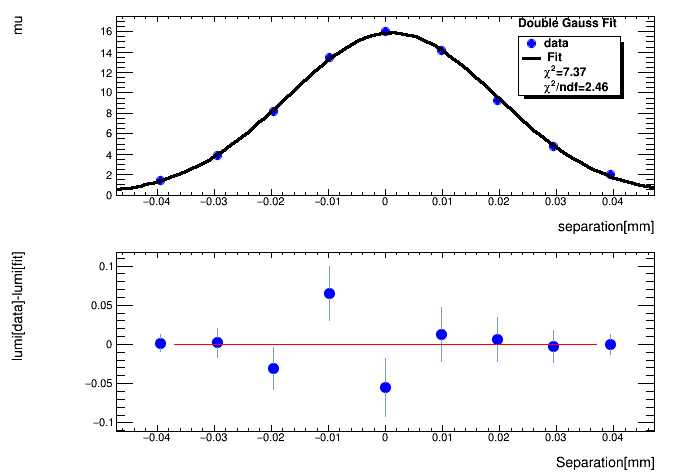 mu
Double Gauss Fit
data
Fit
χ²=7.37
χ²/ndf=2.46
16
14
12
10
8
6
4
2
0
−0.04 −0.03 −0.02 −0.01 0 0.01 0.02 0.03 0.04
separation[mm]
lumi[data]-lumi[fit]
0.1
0.05
0
−0.05
−0.1
−0.04 −0.03 −0.02 −0.01 0 0.01 0.02 0.03 0.04
Separation[mm]